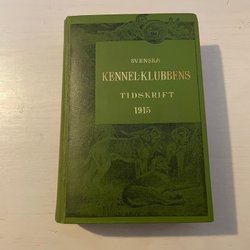 SVENSKA
KENNEL-KLUBBENS
TIDSKRIFT
1915